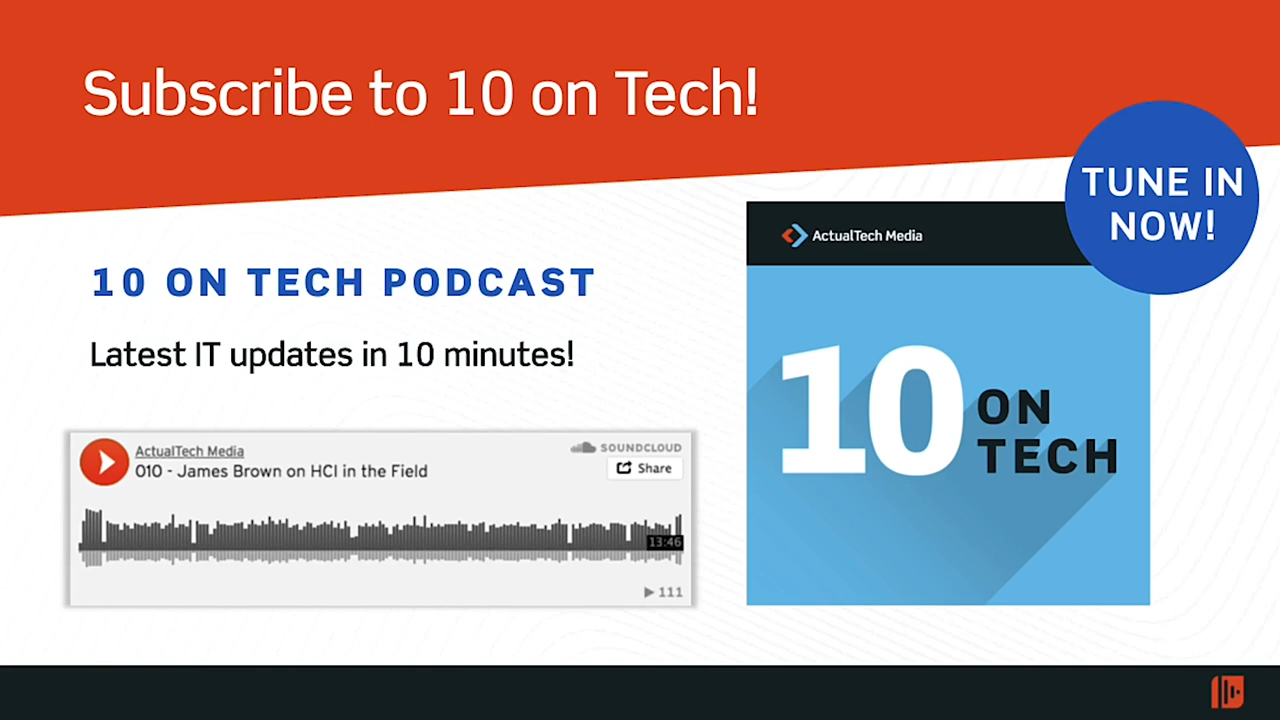 Subscribe to 10 on Tech!
TUNE IN
NOW!
ActualTech Media
10 ON TECH PODCAST
Latest IT updates in 10 minutes!
10 ON
TECH
ActualTech Media
SOUNDCLOUD
010 - James Brown on HCI in the Field
Share
13:46
111